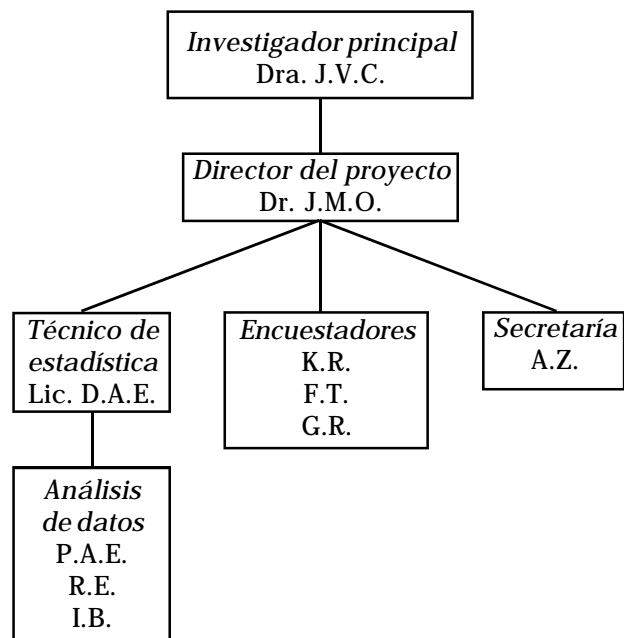 Investigador principal
Dra. J.V.C.
Director del proyecto
Dr. J.M.O.
Técnico de
estadística
Lic. D.A.E.
Encuestadores
K.R.
F.T.
G.R.
Secretaría
A.Z.
Análisis
de datos
P.A.E.
R.E.
I.B.